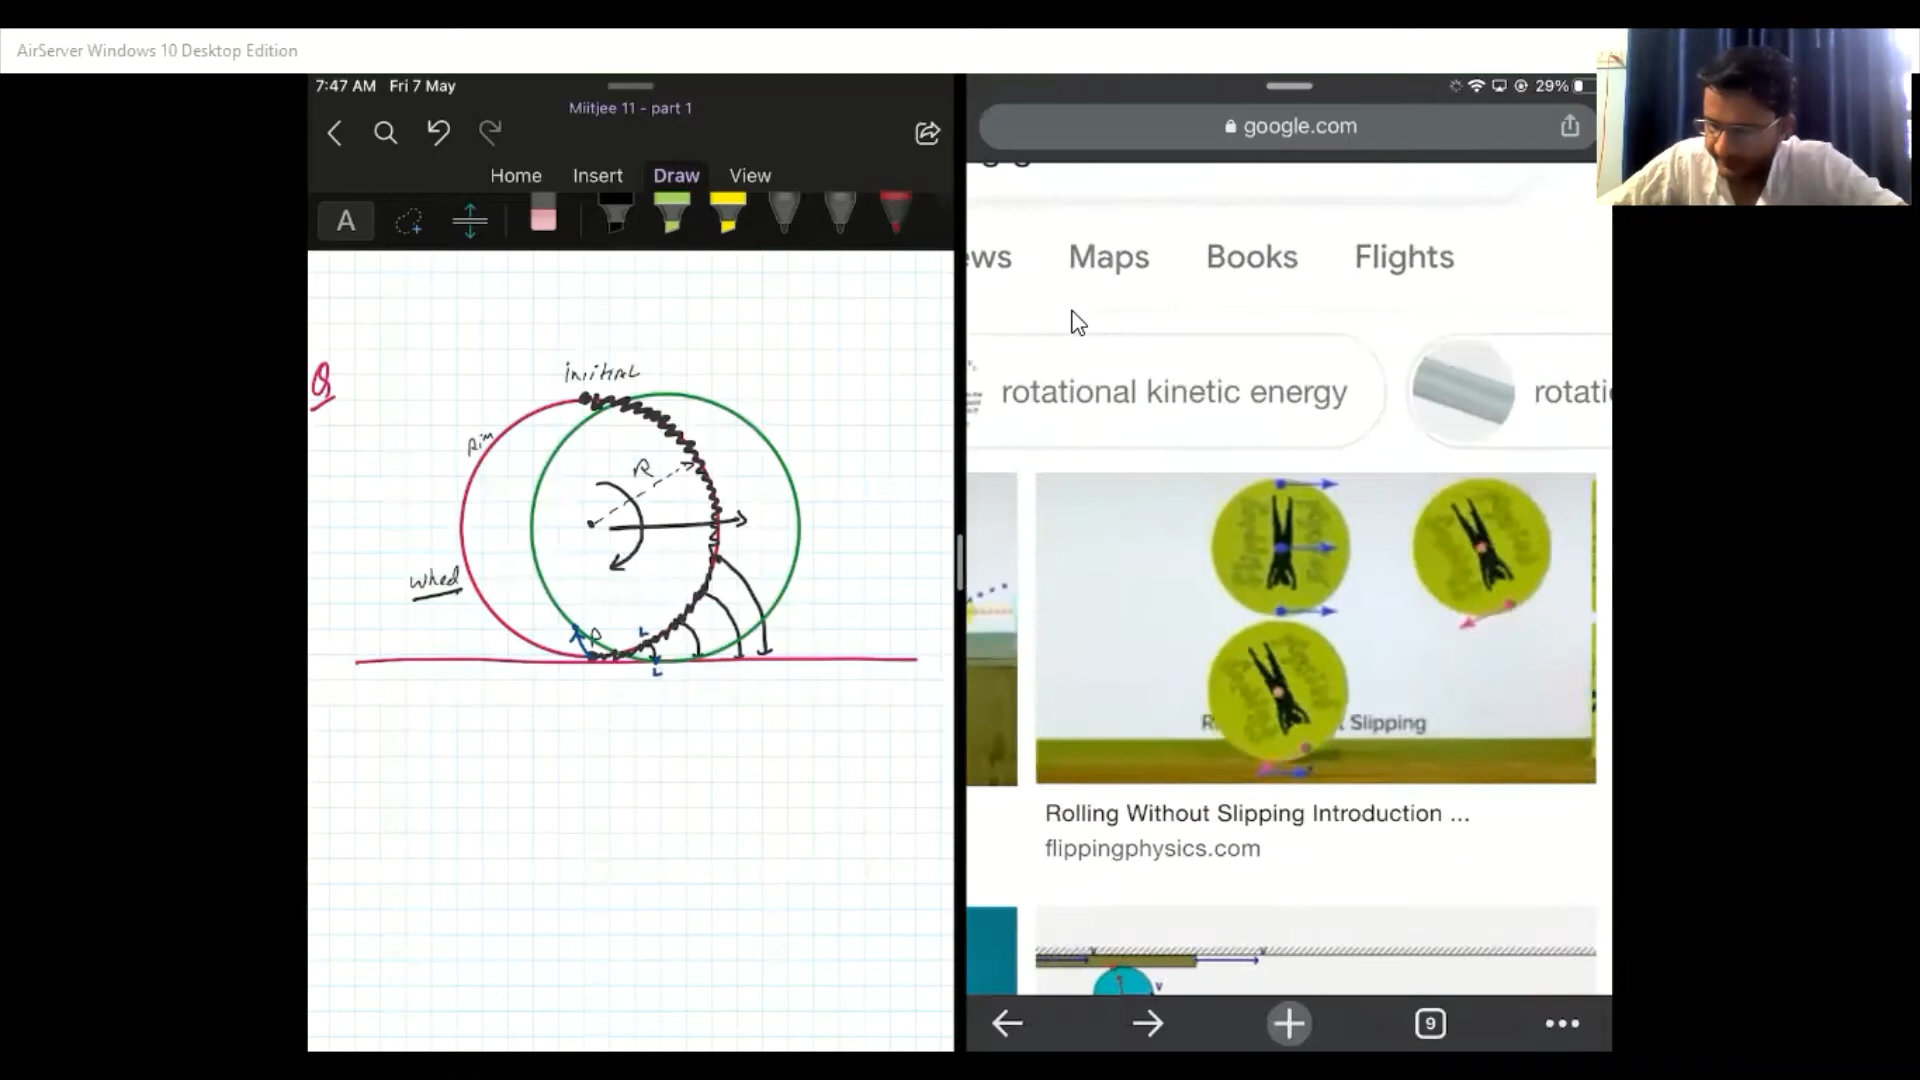 AirServer Windows 10 Desktop Edition
7:47 AM Fri 7 May
Miitjee 11 - part 1
Home Insert Draw View
A
Q
initial
Rim
R
Wheel
P
L
L
29%
google.com
ews Maps Books Flights
rotational kinetic energy
rotati
Slipping
Rolling Without Slipping Introduction ...
flippingphysics.com
v
v
v
9